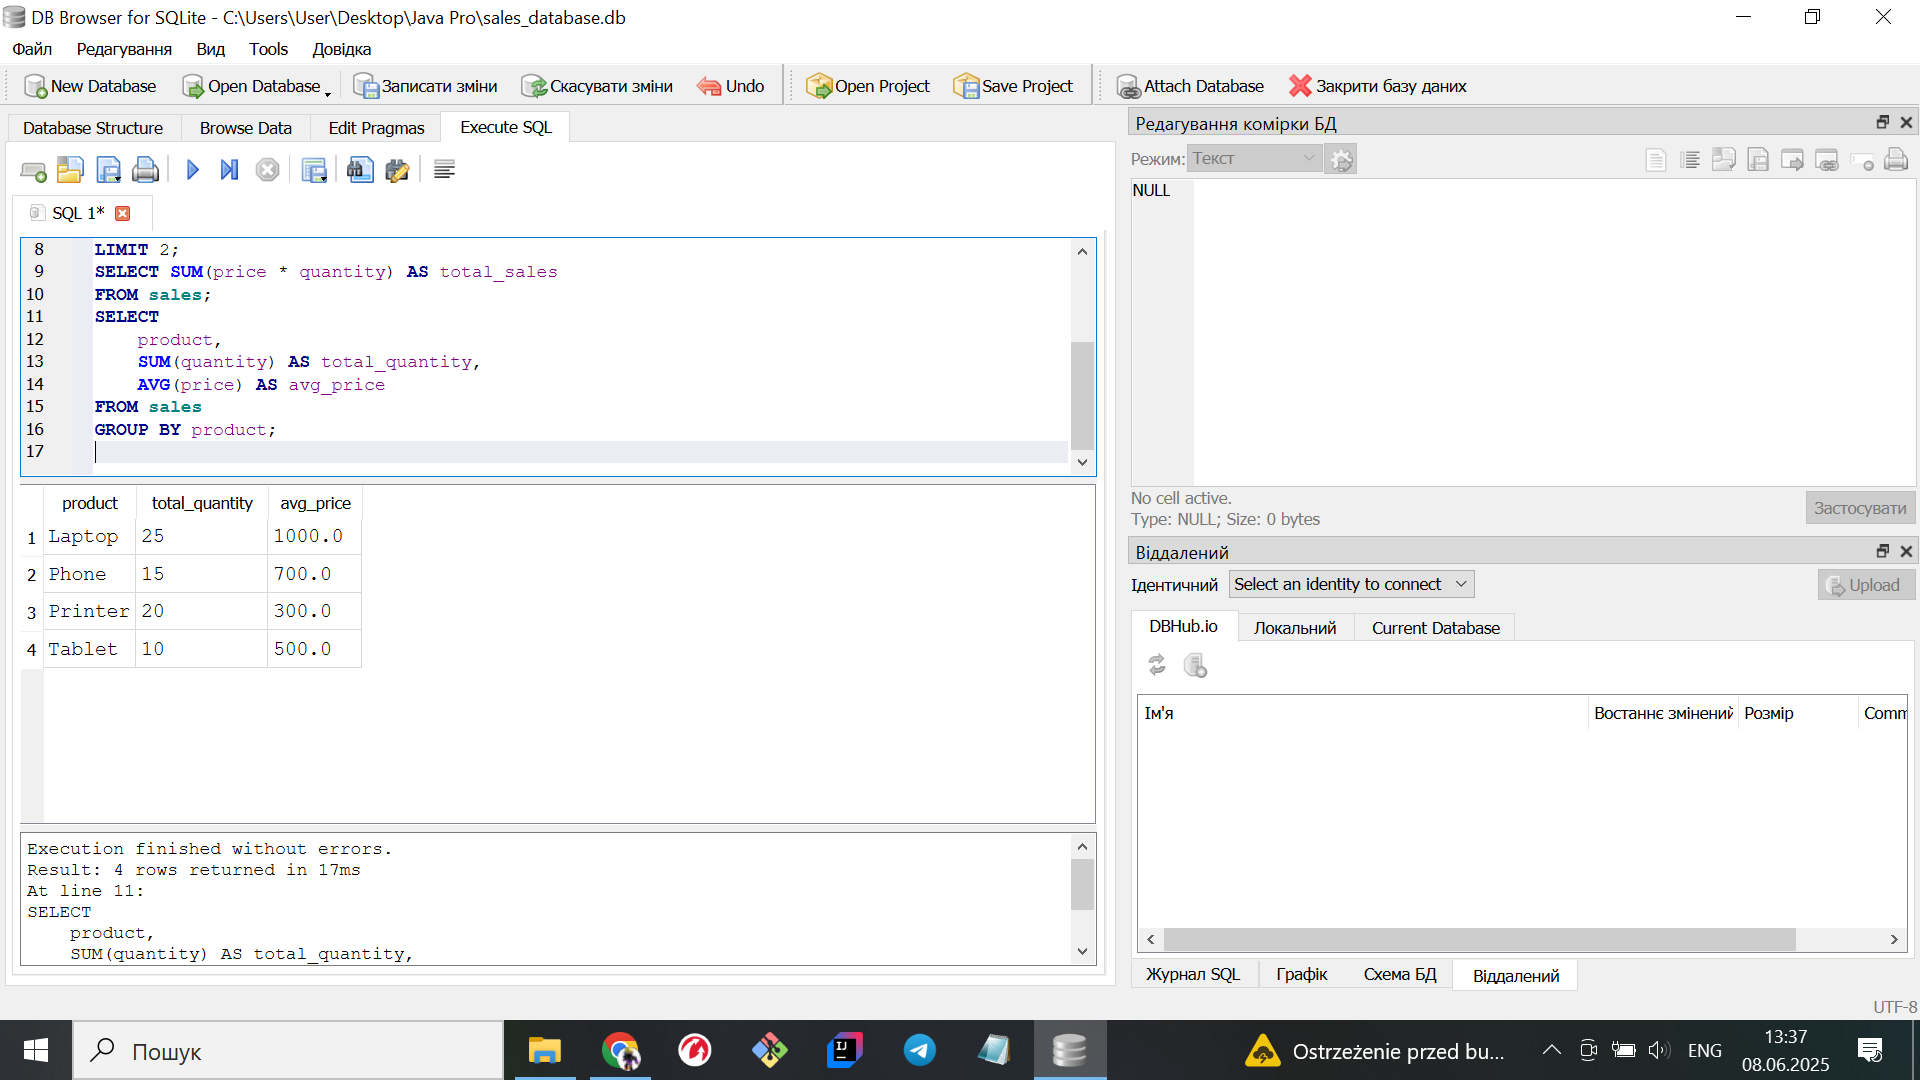 DB Browser for SQLite - C:\Users\User\Desktop\Java Pro\sales_database.db
Файл Редагування Вид Tools Довідка
New Database Open Database Записати зміни Скасувати зміни Undo Open Project Save Project Attach Database Закрити базу даних
Database Structure Browse Data Edit Pragmas Execute SQL
SQL 1*
8 LIMIT 2;
9 SELECT SUM(price * quantity) AS total_sales
10 FROM sales;
11 SELECT
12 product,
13 SUM(quantity) AS total_quantity,
14 AVG(price) AS avg_price
15 FROM sales
16 GROUP BY product;
17
product total_quantity avg_price
1 Laptop 25 1000.0
2 Phone 15 700.0
3 Printer 20 300.0
4 Tablet 10 500.0
Execution finished without errors.
Result: 4 rows returned in 17ms
At line 11:
SELECT
product,
SUM(quantity) AS total_quantity,
Редагування комірки БД
Режим: Текст
NULL
No cell active.
Type: NULL; Size: 0 bytes
Застосувати
Віддалений
Ідентичний Select an identity to connect Upload
DBHub.io Локальний Current Database
Ім'я Востаннє змінений Розмір Comm
Журнал SQL Графік Схема БД Віддалений
UTF-8
Пошук
IJ
Ostrzeżenie przed bu...
ENG
13:37
08.06.2025